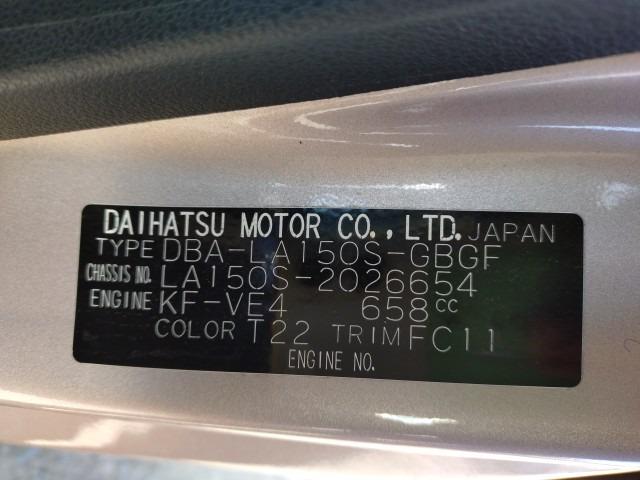 DAIHATSU MOTOR CO., LTD. JAPAN
TYPE DBA-LA150S-GBGF
CHASSIS NO. LA150S-2026654
ENGINE KF-VE4 658cc
COLOR T22 TRIM FC11
ENGINE NO.